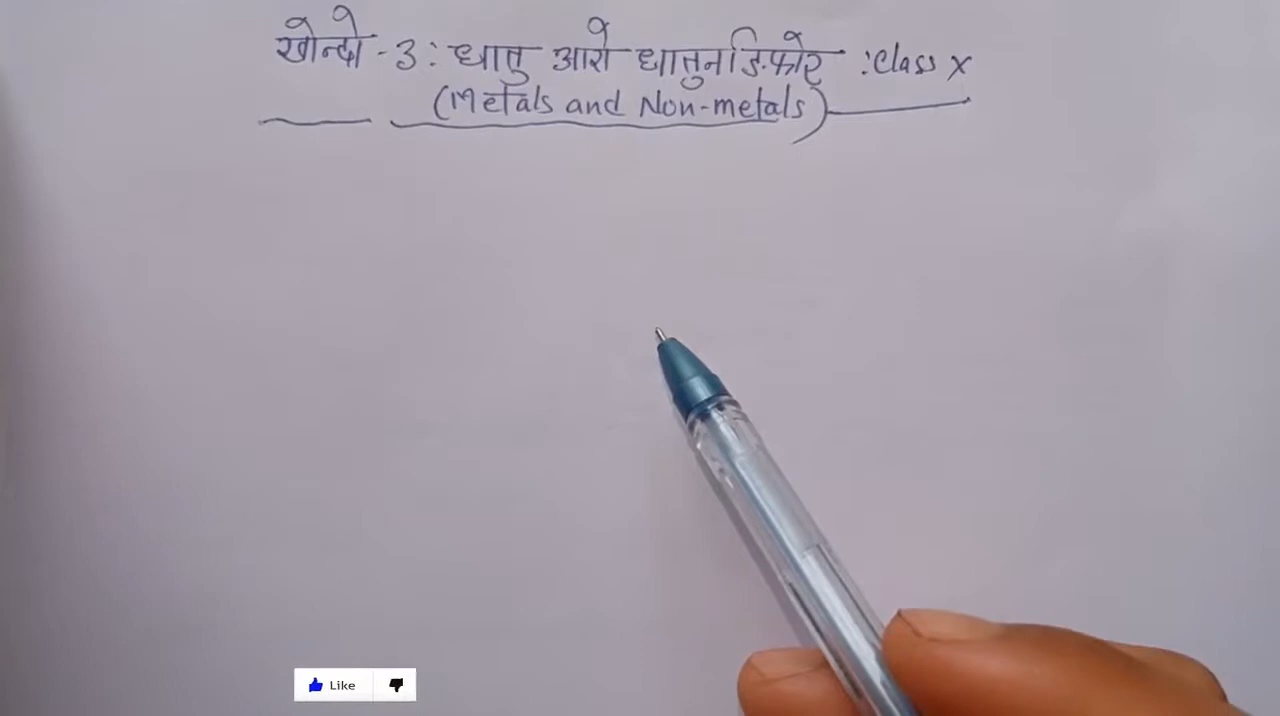 खोन्दो - 3 : धातु आरो धातुनङिफोर : Class X
(Metals and Non-metals)
Like